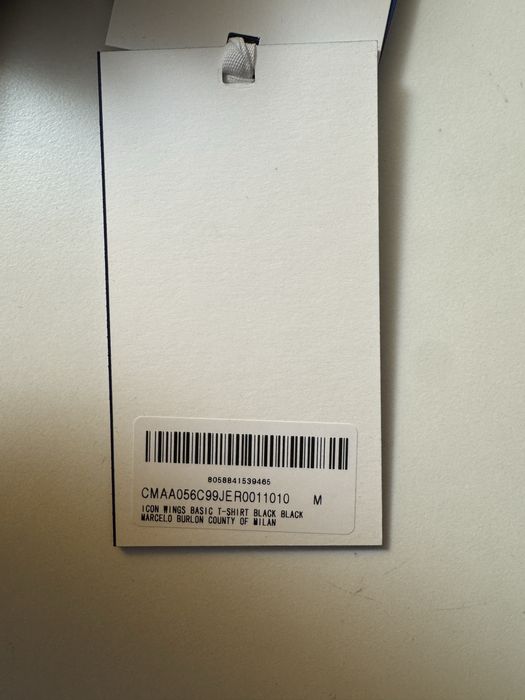 8058841539465
CMAA056C99JER0011010 M
ICON WINGS BASIC T-SHIRT BLACK BLACK
MARCELO BURLON COUNTY OF MILAN